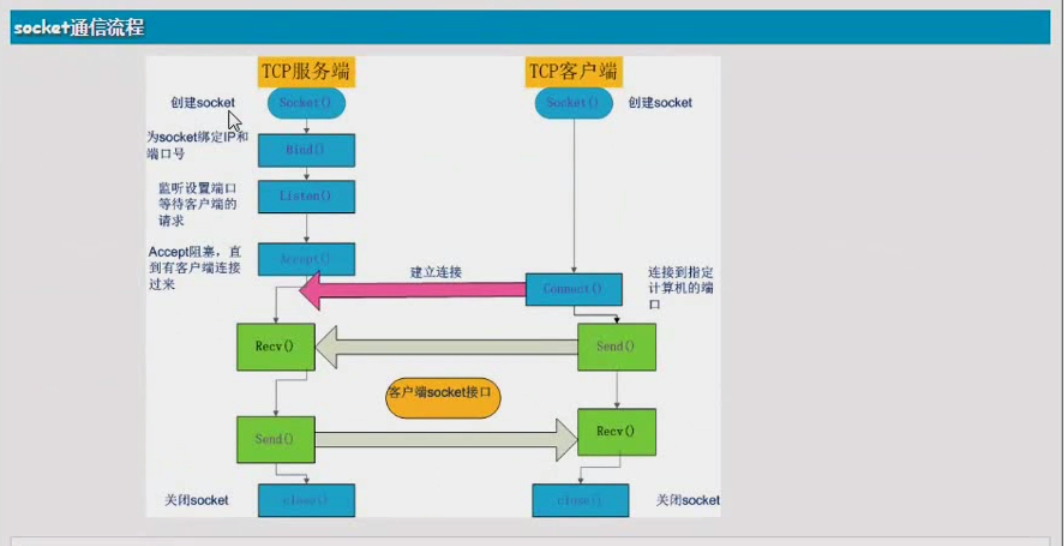 socket通信流程
TCP服务端
TCP客户端
创建socket
Socket()
Socket()
创建socket
为socket绑定IP和
端口号
Bind()
监听设置端口
等待客户端的
请求
Listen()
Accept阻塞，直
到有客户端连接
过来
Accept()
建立连接
Connect()
连接到指定
计算机的端
口
Recv()
Send()
客户端socket接口
Send()
Recv()
关闭socket
close()
close()
关闭socket